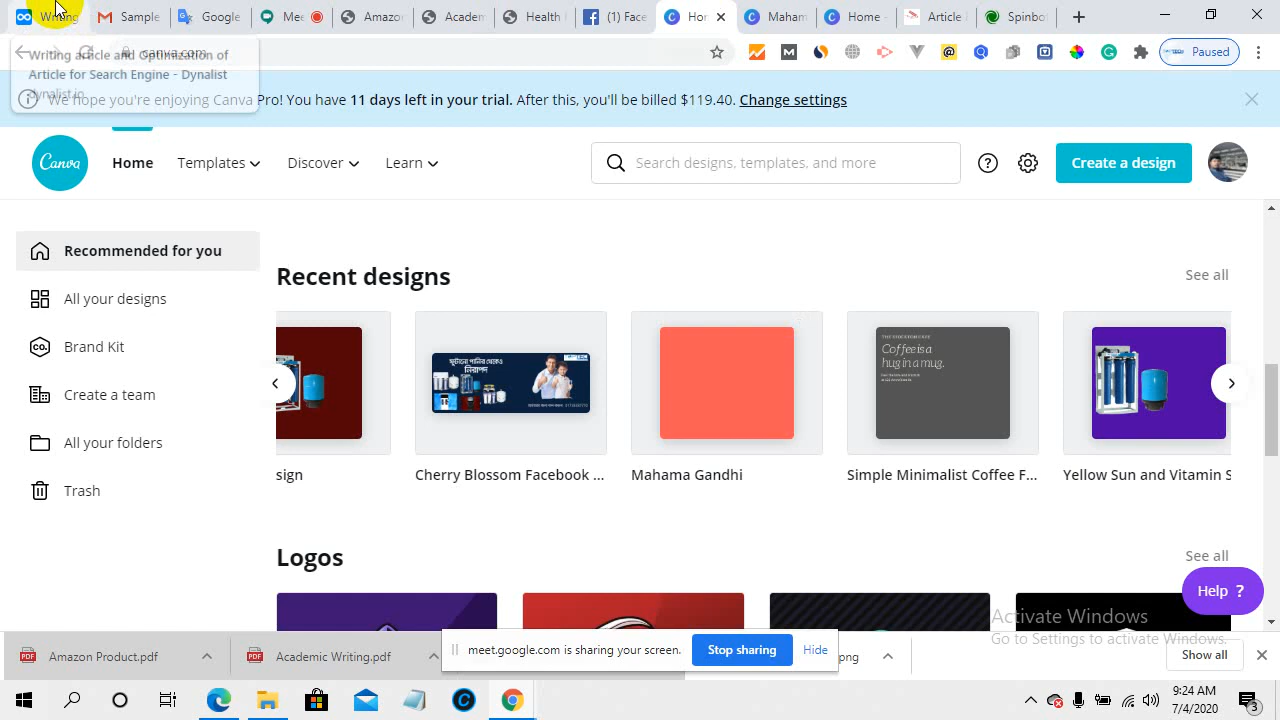 Writing
Sample
Google
Mee
Amazor
Acade
Health
(1) Face
Hor
Maham
Home -
Article
Spinbo
canva.com
Paused
Writing article and Optimization of
Article for Search Engine - Dynalist
dynalist.io
We hope you're enjoying Canva Pro! You have 11 days left in your trial. After this, you'll be billed $119.40. Change settings
Canva
Home
Templates
Discover
Learn
Search designs, templates, and more
Create a design
Recommended for you
All your designs
Brand Kit
Create a team
All your folders
Trash
Recent designs
See all
Coffee is a
hug in a mug.
sign
Cherry Blossom Facebook ...
Mahama Gandhi
Simple Minimalist Coffee F...
Yellow Sun and Vitamin S
Logos
See all
Help ?
Activate Windows
Go to Settings to activate Windows.
Amazon Product.pdf
Academic Writing.pdf
meet.google.com is sharing your screen.
Stop sharing
Hide
png
Show all
9:24 AM
7/4/2020
3